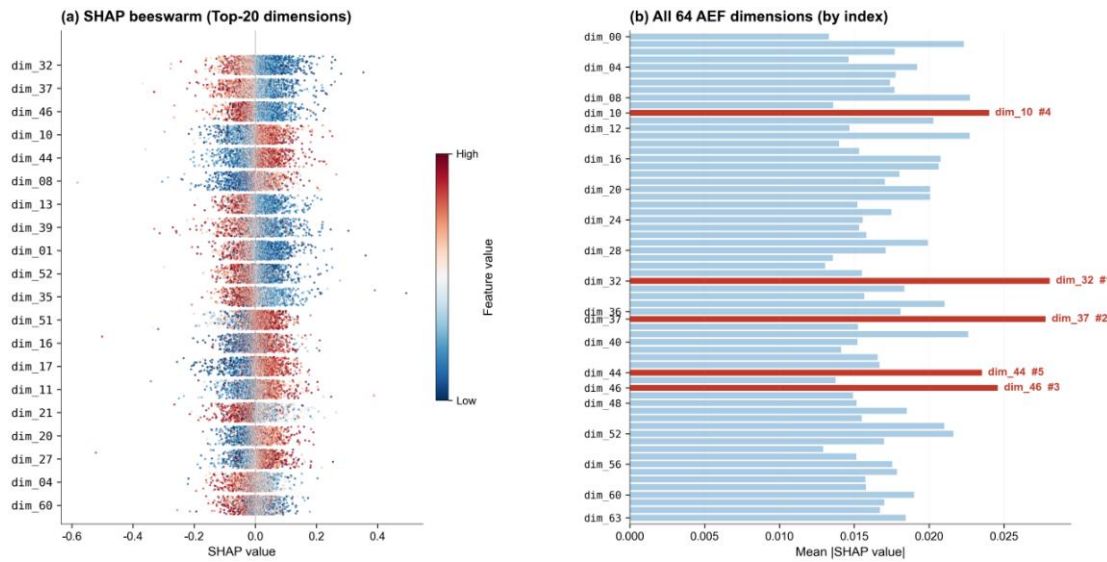 (a) SHAP beeswarm (Top-20 dimensions)
dim_32
dim_37
dim_46
dim_10
dim_44
dim_08
dim_13
dim_39
dim_01
dim_52
dim_35
dim_51
dim_16
dim_17
dim_11
dim_21
dim_20
dim_27
dim_04
dim_60
-0.6 -0.4 -0.2 0.0 0.2 0.4
SHAP value
High
Feature value
Low
(b) All 64 AEF dimensions (by index)
dim_00
dim_04
dim_08
dim_10
dim_12
dim_16
dim_20
dim_24
dim_28
dim_32
dim_36
dim_37
dim_40
dim_44
dim_46
dim_48
dim_52
dim_56
dim_60
dim_63
dim_10 #4
dim_32 #
dim_37 #2
dim_44 #5
dim_46 #3
0.000 0.005 0.010 0.015 0.020 0.025
Mean |SHAP value|